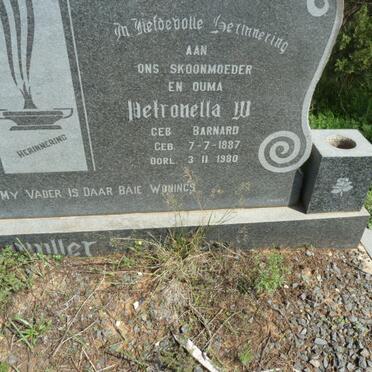 In Liefdevolle Herinnering
AAN
ONS SKOONMOEDER
EN OUMA
Petronella W
GEB BARNARD
GEB. 7-7-1887
OORL. 3-11-1980
HERINNERING
MY VADER IS DAAR BAIE WONINGS